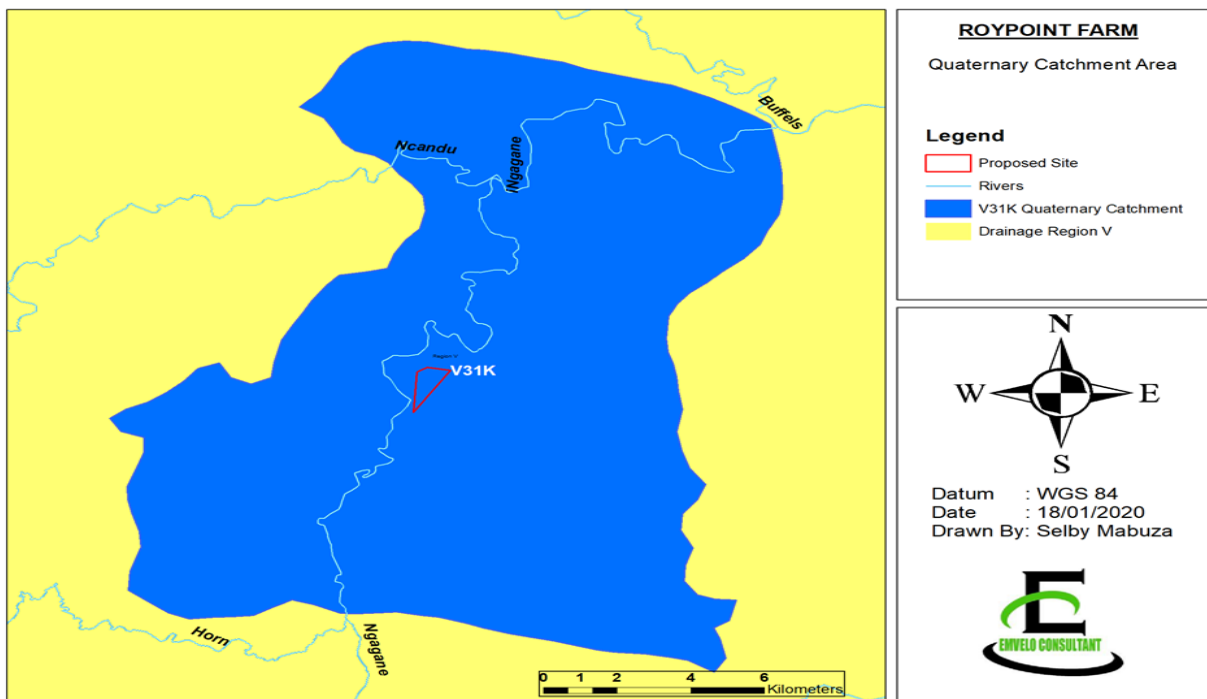 Buffels
Ncandu
INgagane
Region V
V31K
Horn
Ngagane
0 1 2 4 6
Kilometers
ROYPOINT FARM
Quaternary Catchment Area
Legend
Proposed Site
Rivers
V31K Quaternary Catchment
Drainage Region V
N
W E
S
Datum : WGS 84
Date : 18/01/2020
Drawn By: Selby Mabuza
E
EMVELO CONSULTANT